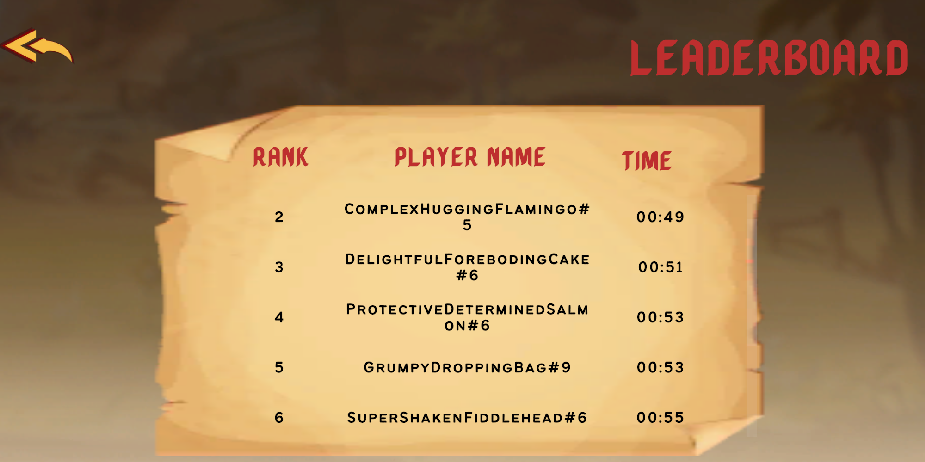 LEADERBOARD
RANK PLAYER NAME TIME
2 ComplexHuggingFlamingo# 00:49
5
3 DelightfulForebodingCake 00:51
#6
4 ProtectiveDeterminedSalm 00:53
on#6
5 GrumpyDroppingBag#9 00:53
6 SuperShakenFiddlehead#6 00:55